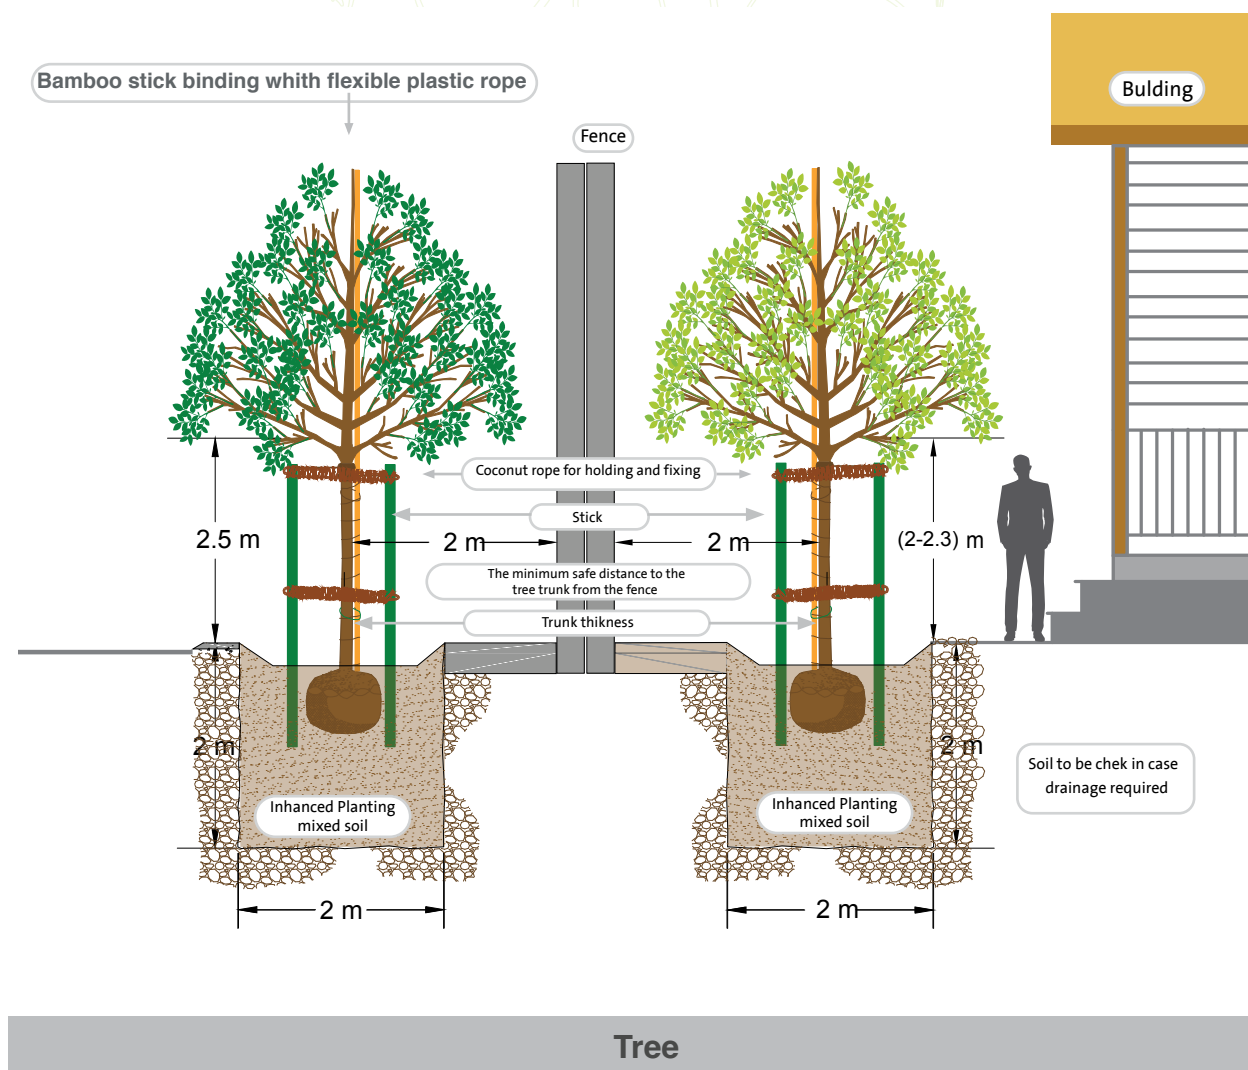 Bamboo stick binding whith flexible plastic rope
Bulding
Fence
Coconut rope for holding and fixing
Stick
2.5 m
2 m
2 m
(2-2.3) m
The minimum safe distance to the
tree trunk from the fence
Trunk thikness
2 m
2 m
Soil to be chek in case
drainage required
Inhanced Planting
mixed soil
Inhanced Planting
mixed soil
2 m
2 m
Tree